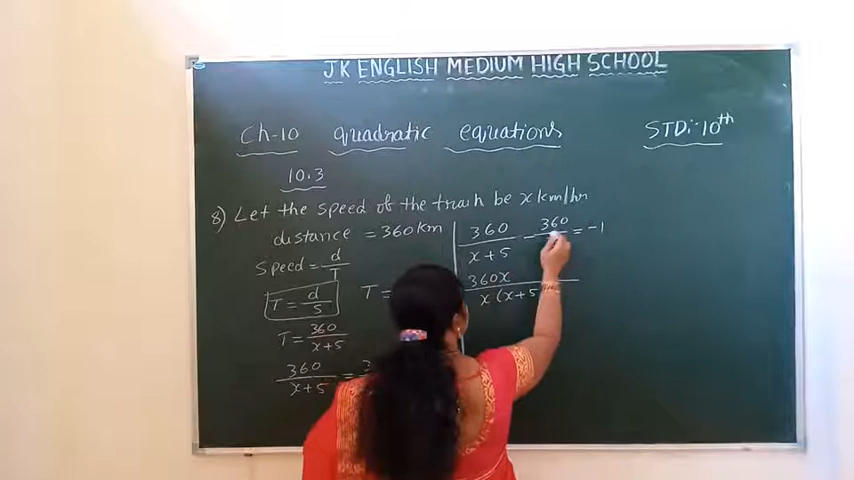 JK ENGLISH MEDIUM HIGH SCHOOL
Ch-10 quadratic equations STD:-10th
10.3
8) Let the speed of the train be x km/hr
distance = 360 km
speed = d/T
T = d/S
T =
T = 360/x+5
360/x+5 =
360/x+5 - 360 = -1
360x
x(x+5